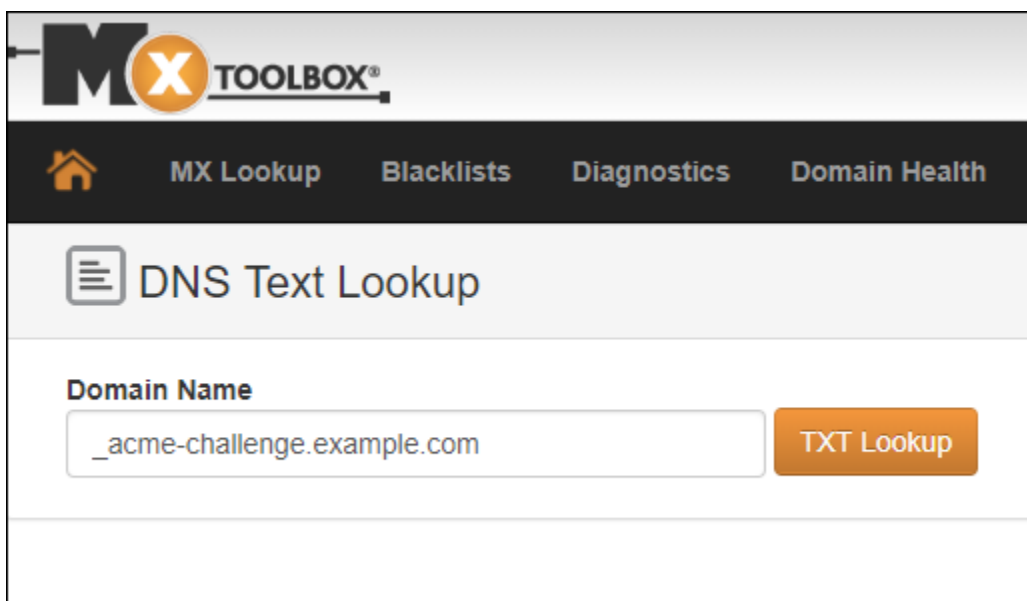 MX TOOLBOX®
MX Lookup Blacklists Diagnostics Domain Health
DNS Text Lookup
Domain Name
_acme-challenge.example.com TXT Lookup